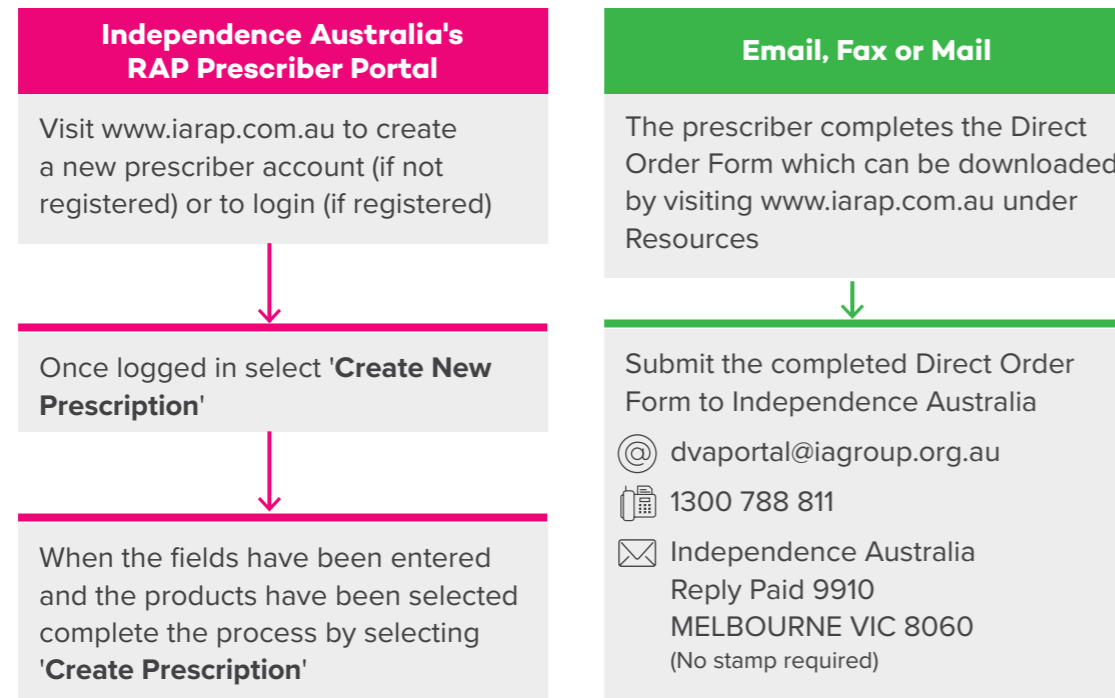 Independence Australia's
RAP Prescriber Portal
Visit www.iarap.com.au to create
a new prescriber account (if not
registered) or to login (if registered)
Once logged in select 'Create New
Prescription'
When the fields have been entered
and the products have been selected
complete the process by selecting
'Create Prescription'
Email, Fax or Mail
The prescriber completes the Direct
Order Form which can be downloaded
by visiting www.iarap.com.au under
Resources
Submit the completed Direct Order
Form to Independence Australia
dvaportal@iagroup.org.au
1300 788 811
Independence Australia
Reply Paid 9910
MELBOURNE VIC 8060
(No stamp required)